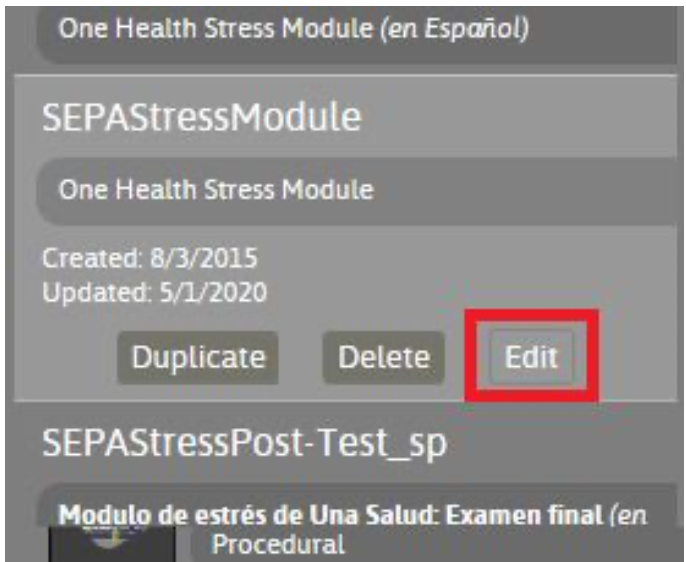 One Health Stress Module (en Español)
SEPAStressModule
One Health Stress Module
Created: 8/3/2015
Updated: 5/1/2020
Duplicate Delete Edit
SEPAStressPost-Test_sp
Modulo de estrés de Una Salud: Examen final (en
Procedural